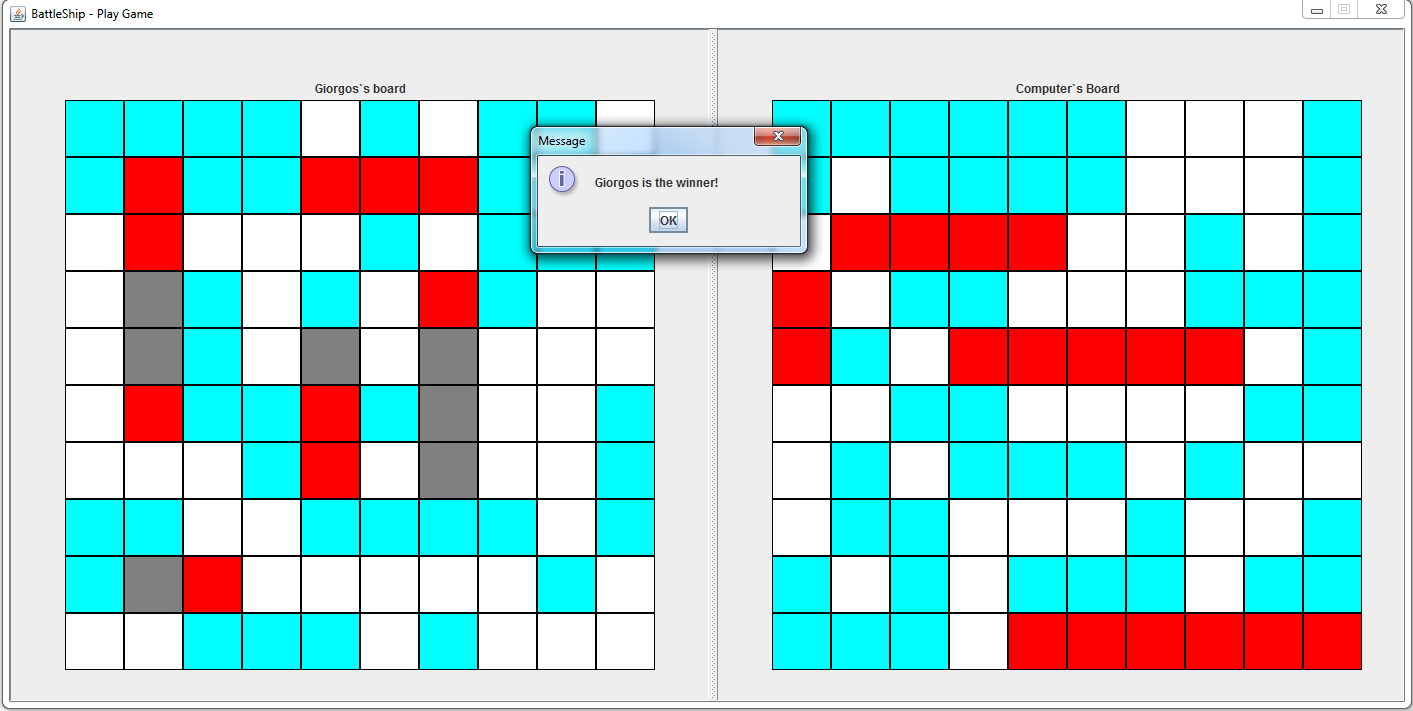 BattleShip - Play Game
Giorgos`s board
Computer`s Board
Message
Giorgos is the winner!
OK